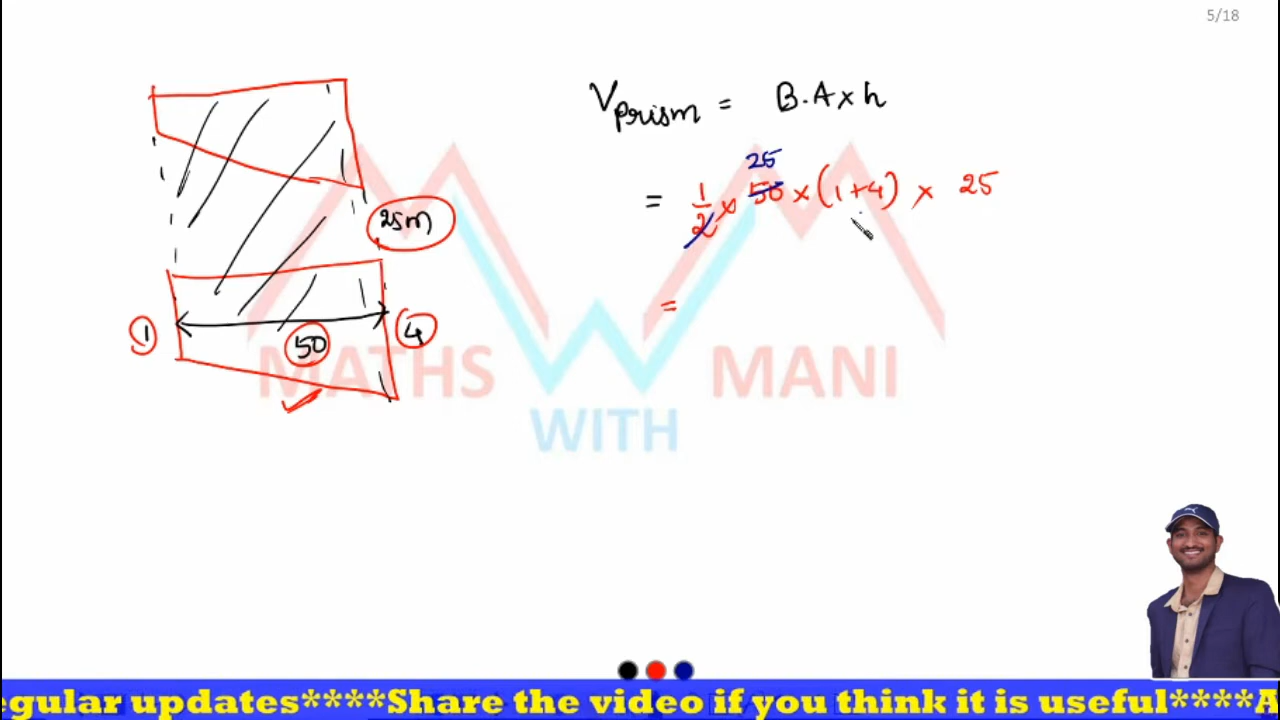 5/18
V Prism = B.A x h
25
= 1/2 x 50 x (1+4) x 25
=
25m
1
50
4
MATHS
WITH
MANI
egular updates****Share the video if you think it is useful****A